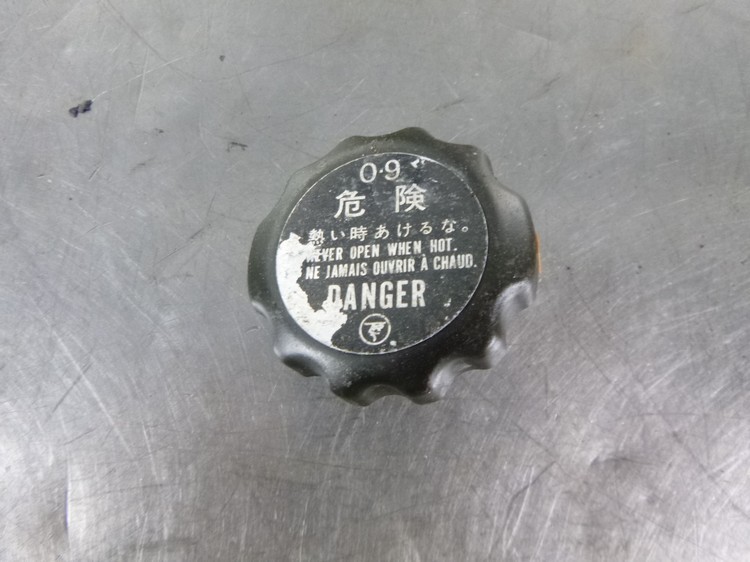 0·9
危険
熱い時あけるな。
NEVER OPEN WHEN HOT.
NE JAMAIS OUVRIR À CHAUD.
DANGER